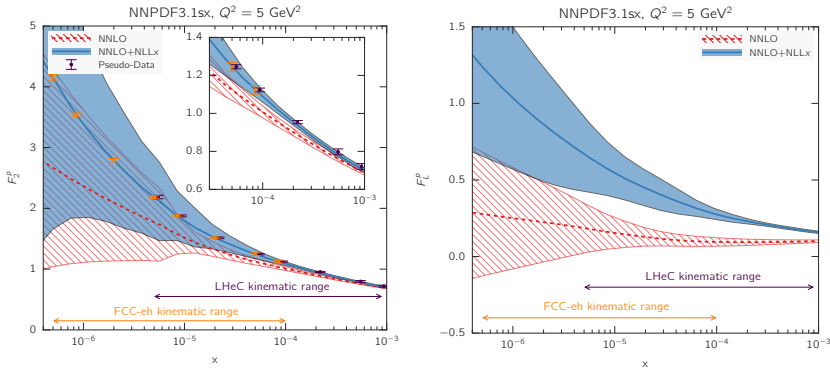 NNPDF3.1sx, Q² = 5 GeV²
NNLO
NNLO+NLLx
Pseudo-Data
5
4
3
2
1
0
F₂ᵖ
1.4
1.2
1.0
0.8
0.6
10⁻⁴
10⁻³
LHeC kinematic range
FCC-eh kinematic range
10⁻⁶
10⁻⁵
10⁻⁴
10⁻³
x
NNPDF3.1sx, Q² = 5 GeV²
NNLO
NNLO+NLLx
1.5
1.0
0.5
0.0
−0.5
F_L^p
LHeC kinematic range
FCC-eh kinematic range
10⁻⁶
10⁻⁵
10⁻⁴
10⁻³
x